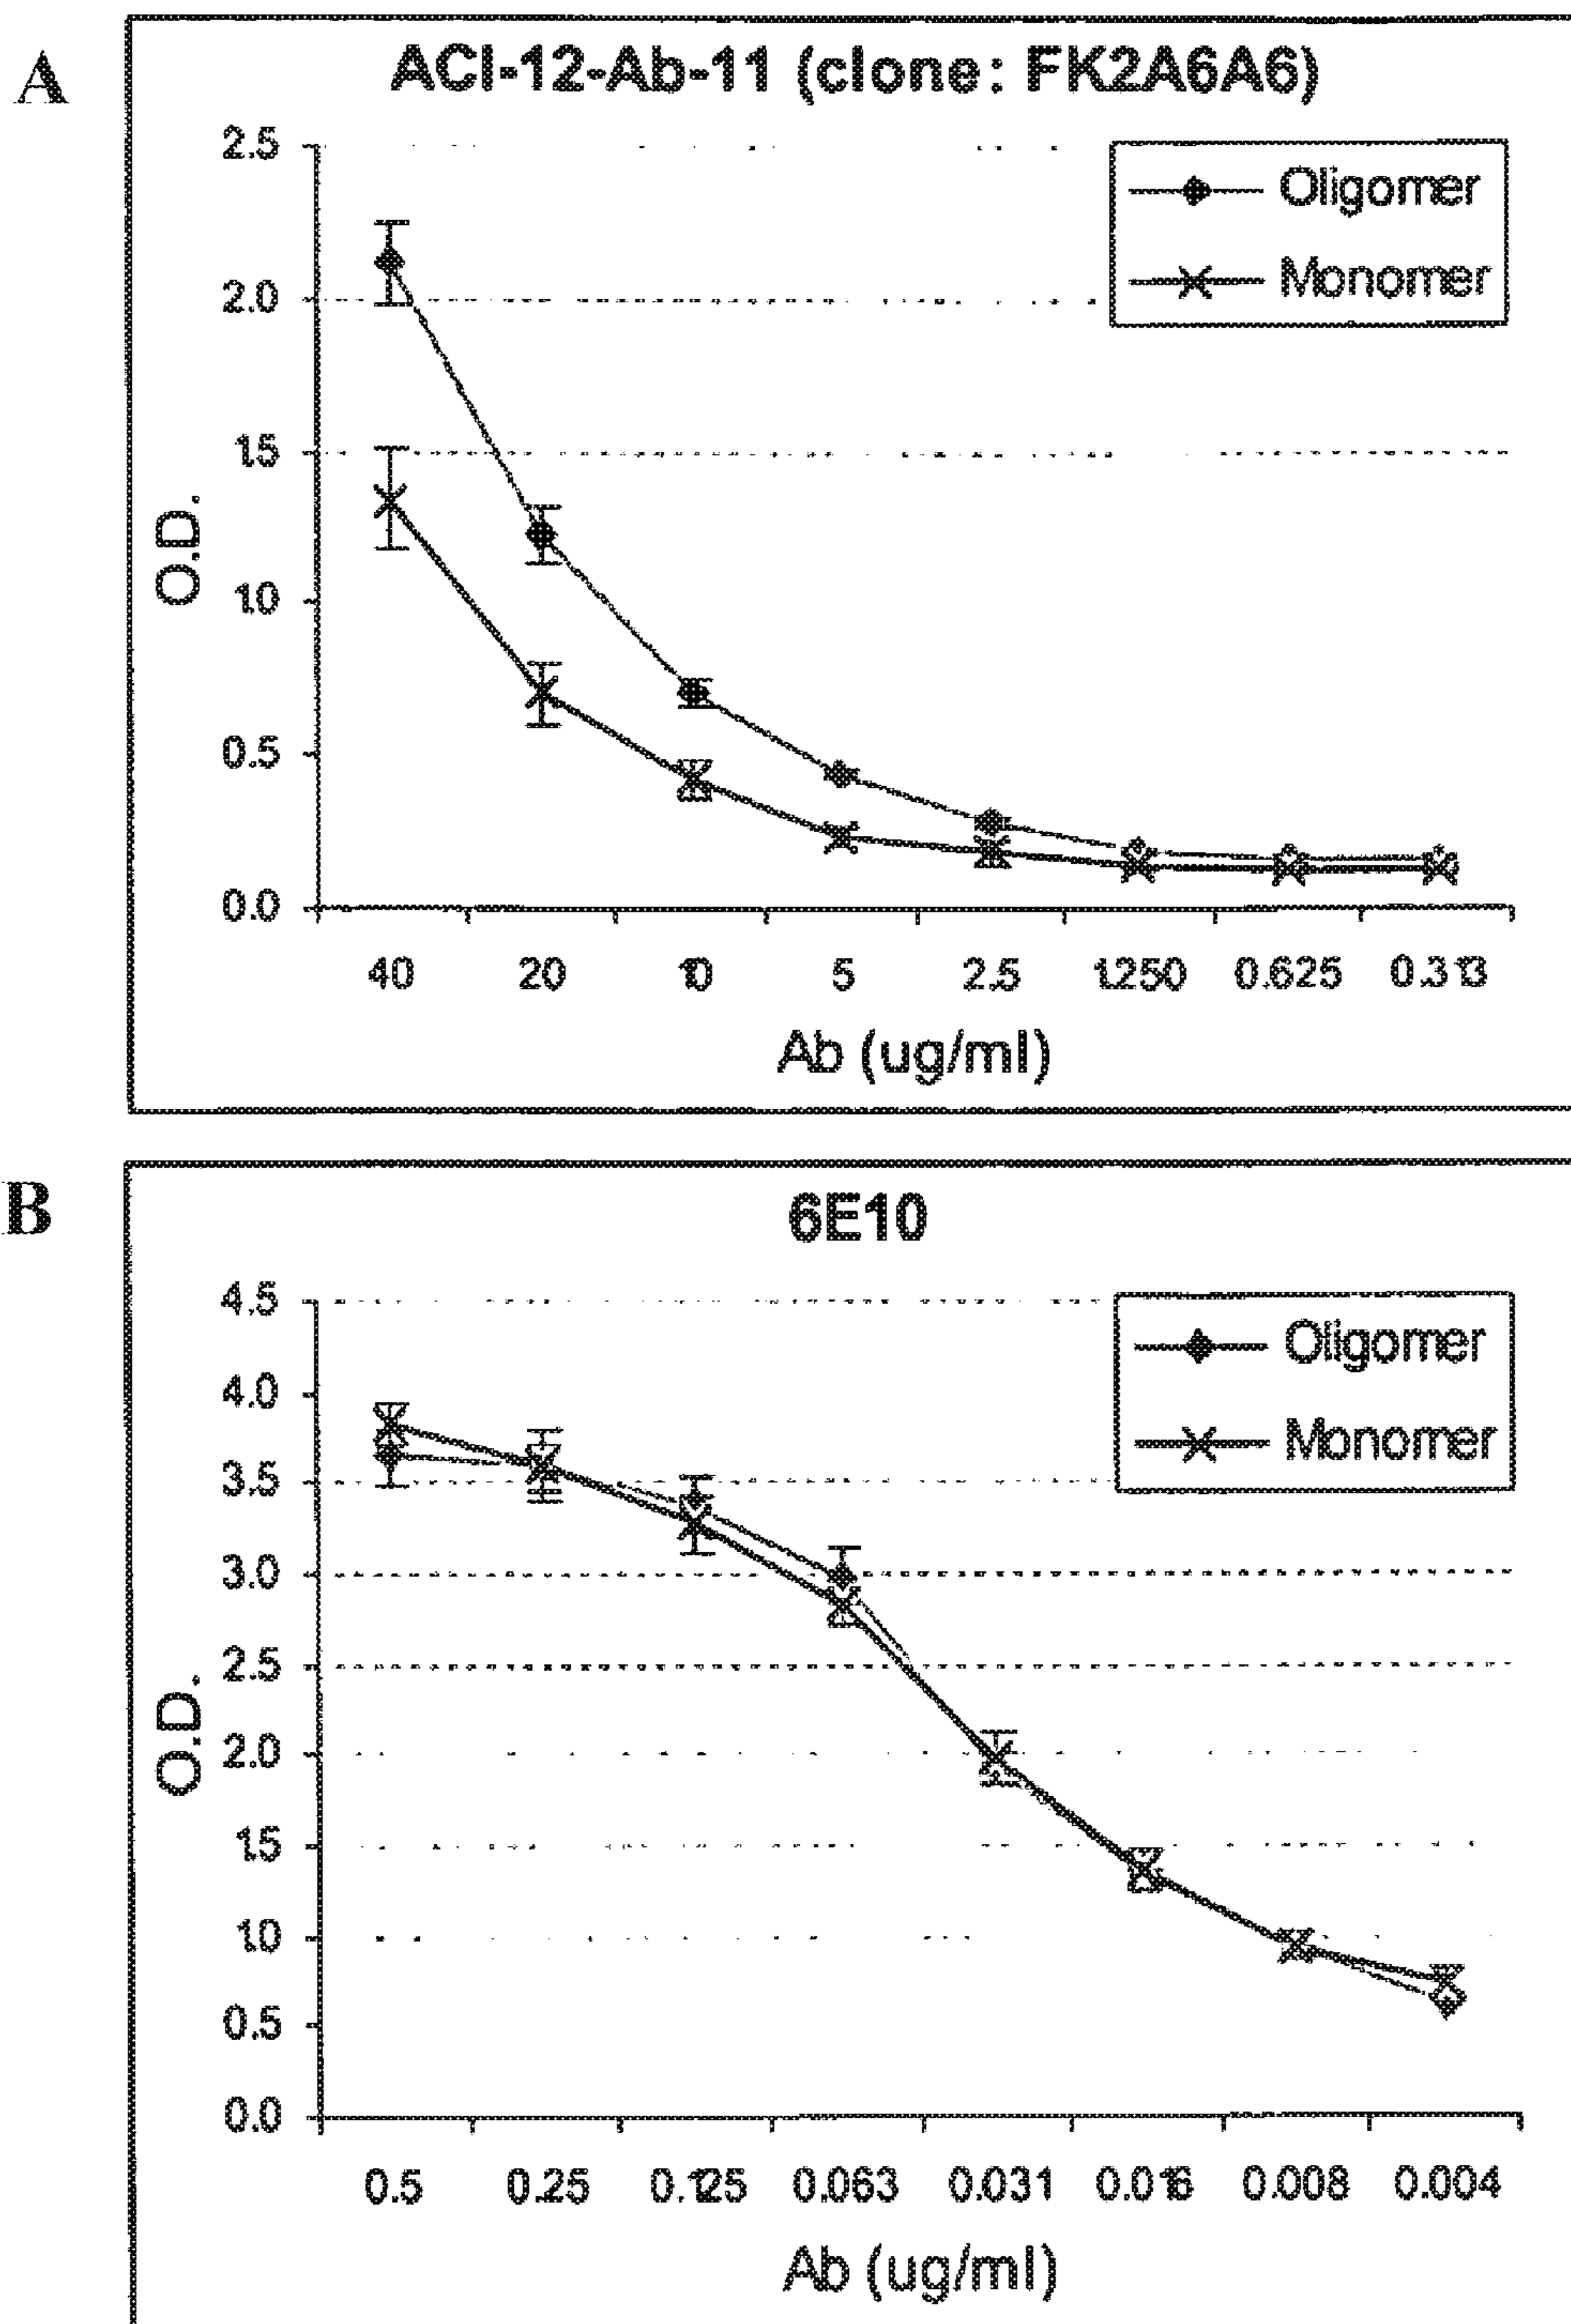 A
ACI-12-Ab-11 (clone: FK2A6A6)
2.5
2.0
1.5
1.0
0.5
0.0
O.D.
Oligomer
Monomer
40 20 10 5 2.5 1.250 0.625 0.313
Ab (ug/ml)
B
6E10
4.5
4.0
3.5
3.0
2.5
2.0
1.5
1.0
0.5
0.0
O.D.
Oligomer
Monomer
0.5 0.25 0.125 0.063 0.031 0.016 0.008 0.004
Ab (ug/ml)